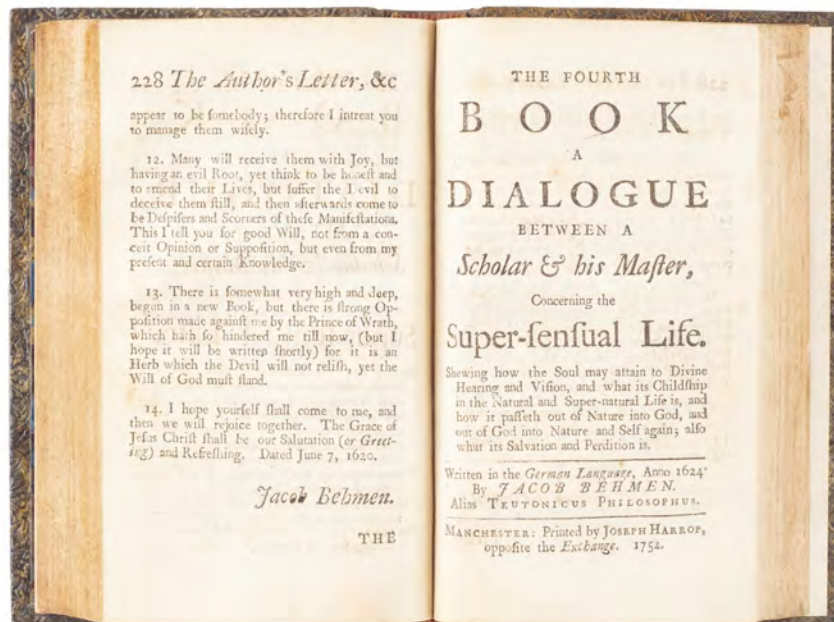 228 The Author's Letter, &c
appear to be ſomebody; therefore I intreat you
to manage them wiſely.
12. Many will receive them with Joy, but
having an evil Root, yet think to be honeſt and
to emend their Lives, but ſuffer the Devil to
deceive them ſtill, and then afterwards come to
be Deſpiſers and Scorners of theſe Manifeſtations.
This I tell you for good Will, not from a con-
ceit Opinion or Suppoſition, but even from my
preſent and certain Knowledge.
13. There is ſomewhat very high and deep,
begun in a new Book, but there is ſtrong Op-
poſition made againſt me by the Prince of Wrath,
which hath ſo hindered me till now, (but I
hope it will be written ſhortly) for it is an
Herb which the Devil will not reliſh, yet the
Will of God muſt ſtand.
14. I hope yourſelf ſhall come to me, and
then we will rejoice together. The Grace of
Jeſus Chriſt ſhall be our Salutation (or Greet-
ing) and Refreſhing. Dated June 7, 1620.
Jacob Behmen.
THE
THE FOURTH
BOOK
A
DIALOGUE
BETWEEN A
Scholar & his Maſter,
Concerning the
Super-ſenſual Life.
Shewing how the Soul may attain to Divine
Hearing and Viſion, and what its Childſhip
in the Natural and Super-natural Life is, and
how it paſſeth out of Nature into God, and
out of God into Nature and Self again; alſo
what its Salvation and Perdition is.
Written in the German Language, Anno 1624·
By JACOB BEHMEN.
Alias TEUTONICUS PHILOSOPHUS.
MANCHESTER: Printed by JOSEPH HARROP,
oppoſite the Exchange. 1752.